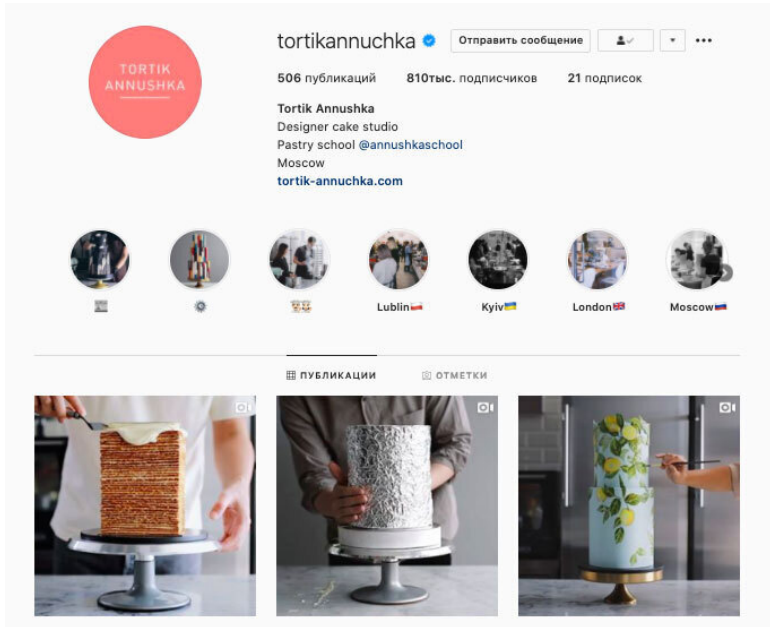 TORTIK
ANNUSHKA
tortikannuchka
Отправить сообщение
506 публикаций 810тыс. подписчиков 21 подписок
Tortik Annushka
Designer cake studio
Pastry school @annushkaschool
Moscow
tortik-annuchka.com
Lublin🇵🇱 Kyiv🇺🇦 London🇬🇧 Moscow🇷🇺
ПУБЛИКАЦИИ ОТМЕТКИ